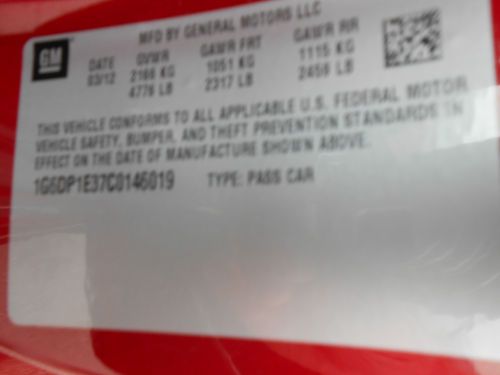 GM
MFD BY GENERAL MOTORS LLC
DATE GVWR GAWR FRT GAWR RR
03/12 2166 KG 1051 KG 1115 KG
4776 LB 2317 LB 2459 LB
THIS VEHICLE CONFORMS TO ALL APPLICABLE U.S. FEDERAL MOTOR
VEHICLE SAFETY, BUMPER, AND THEFT PREVENTION STANDARDS IN
EFFECT ON THE DATE OF MANUFACTURE SHOWN ABOVE.
1G6DP1E37C0146019 TYPE: PASS CAR